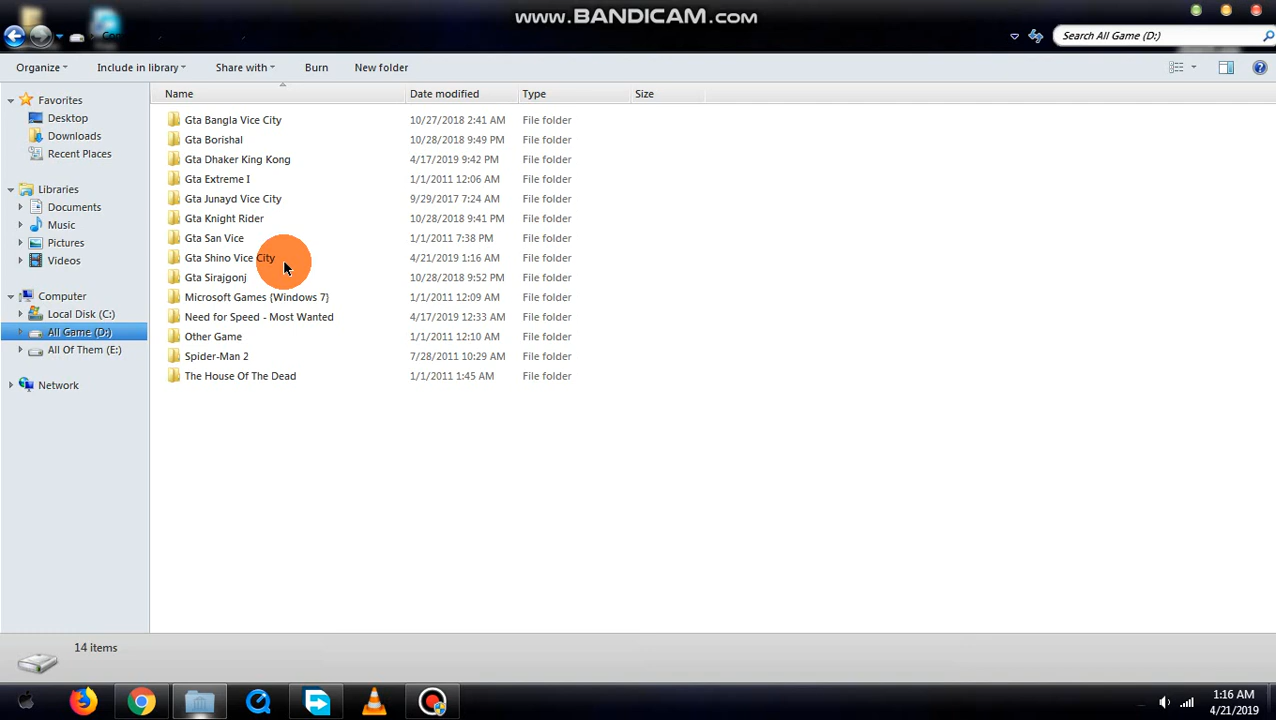 www.BANDICAM.com
Search All Game (D:)
Organize Include in library Share with Burn New folder
Name Date modified Type Size
Favorites
Desktop
Downloads
Recent Places
Libraries
Documents
Music
Pictures
Videos
Computer
Local Disk (C:)
All Game (D:)
All Of Them (E:)
Network
Gta Bangla Vice City 10/27/2018 2:41 AM File folder
Gta Borishal 10/28/2018 9:49 PM File folder
Gta Dhaker King Kong 4/17/2019 9:42 PM File folder
Gta Extreme I 1/1/2011 12:06 AM File folder
Gta Junayd Vice City 9/29/2017 7:24 AM File folder
Gta Knight Rider 10/28/2018 9:41 PM File folder
Gta San Vice 1/1/2011 7:38 PM File folder
Gta Shino Vice City 4/21/2019 1:16 AM File folder
Gta Sirajgonj 10/28/2018 9:52 PM File folder
Microsoft Games {Windows 7} 1/1/2011 12:09 AM File folder
Need for Speed - Most Wanted 4/17/2019 12:33 AM File folder
Other Game 1/1/2011 12:10 AM File folder
Spider-Man 2 7/28/2011 10:29 AM File folder
The House Of The Dead 1/1/2011 1:45 AM File folder
14 items
1:16 AM
4/21/2019